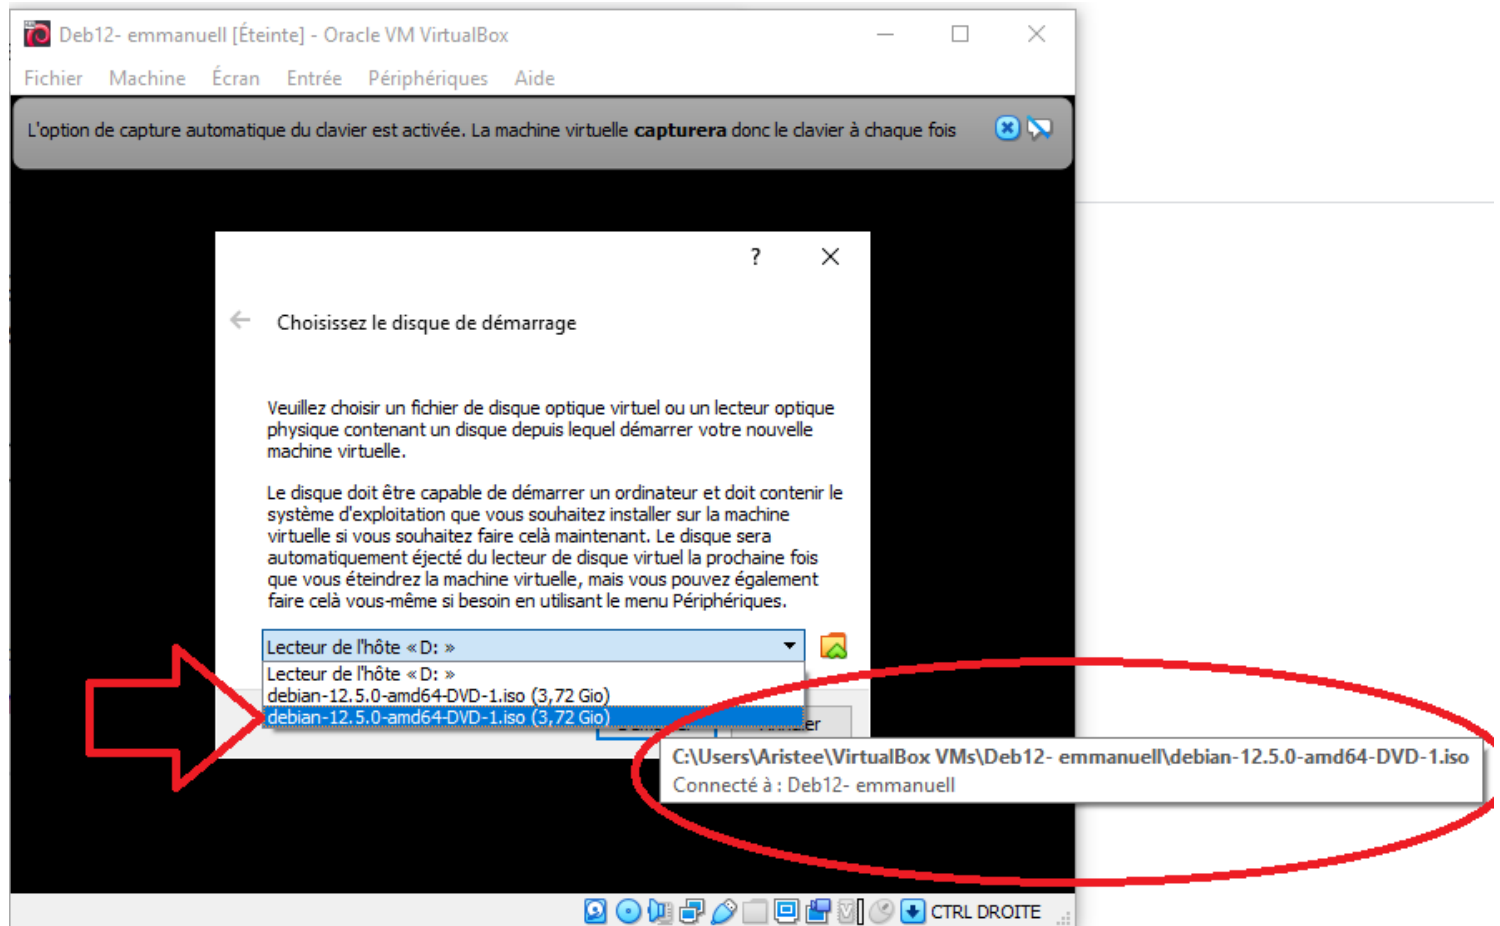 Deb12- emmanuell [Éteinte] - Oracle VM VirtualBox
Fichier Machine Écran Entrée Périphériques Aide
L'option de capture automatique du clavier est activée. La machine virtuelle capturera donc le clavier à chaque fois
?
Choisissez le disque de démarrage
Veuillez choisir un fichier de disque optique virtuel ou un lecteur optique
physique contenant un disque depuis lequel démarrer votre nouvelle
machine virtuelle.
Le disque doit être capable de démarrer un ordinateur et doit contenir le
système d'exploitation que vous souhaitez installer sur la machine
virtuelle si vous souhaitez faire celà maintenant. Le disque sera
automatiquement éjecté du lecteur de disque virtuel la prochaine fois
que vous éteindrez la machine virtuelle, mais vous pouvez également
faire celà vous-même si besoin en utilisant le menu Périphériques.
Lecteur de l'hôte « D: »
Lecteur de l'hôte « D: »
debian-12.5.0-amd64-DVD-1.iso (3,72 Gio)
debian-12.5.0-amd64-DVD-1.iso (3,72 Gio)
C:\Users\Aristee\VirtualBox VMs\Deb12- emmanuell\debian-12.5.0-amd64-DVD-1.iso
Connecté à : Deb12- emmanuell
CTRL DROITE